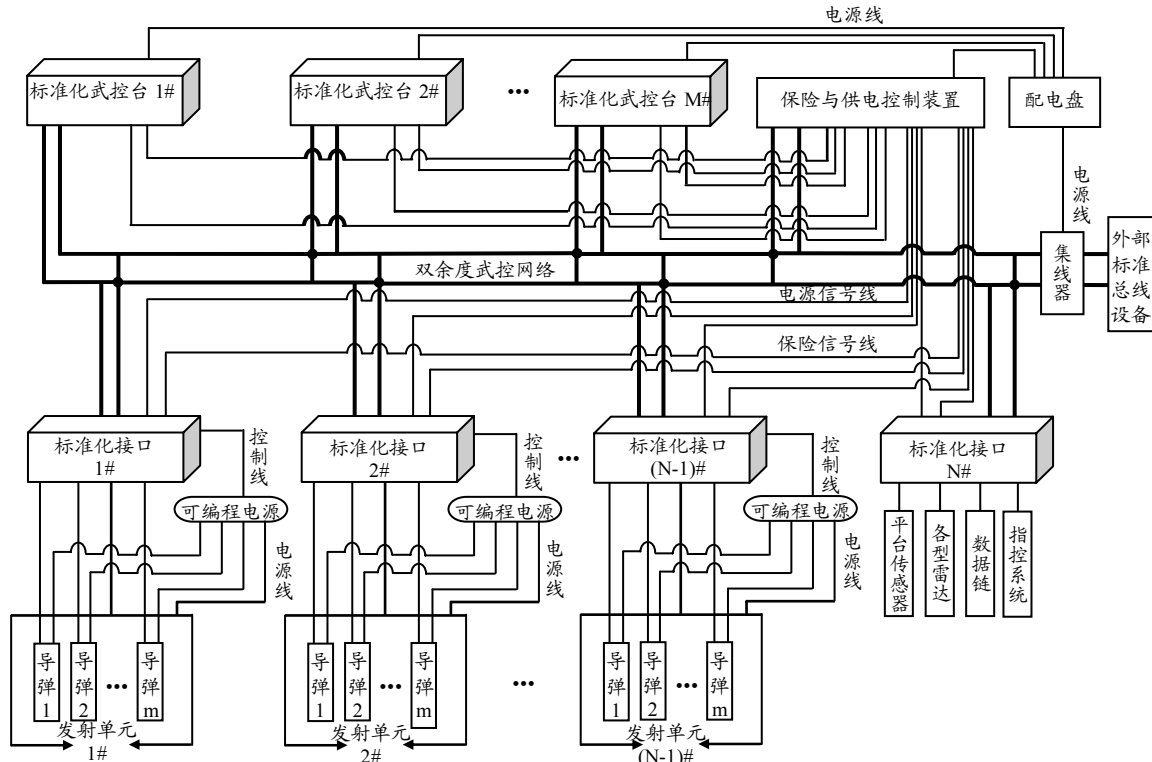 电源线
标准化武控台 1#
标准化武控台 2#
...
标准化武控台 M#
保险与供电控制装置
配电盘
电源线
集线器
外部标准总线设备
双余度武控网络
电源信号线
保险信号线
标准化接口
1#
控制线
可编程电源
电源线
标准化接口
2#
控制线
可编程电源
电源线
...
标准化接口
(N-1)#
控制线
可编程电源
电源线
标准化接口
N#
平台传感器
各型雷达
数据链
指控系统
导弹1
导弹2
...
导弹m
发射单元
1#
导弹1
导弹2
...
导弹m
发射单元
2#
...
导弹1
导弹2
...
导弹m
发射单元
(N-1)#